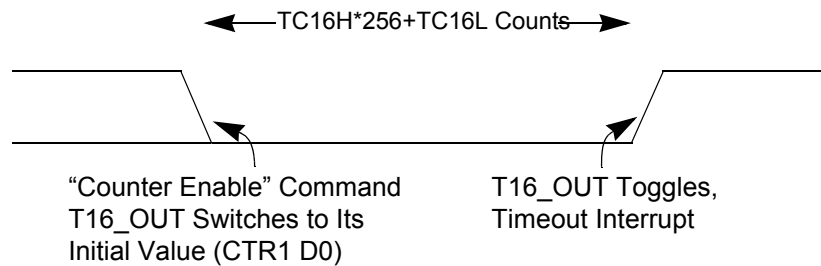 TC16H*256+TC16L Counts
“Counter Enable” Command
T16_OUT Switches to Its
Initial Value (CTR1 D0)
T16_OUT Toggles,
Timeout Interrupt